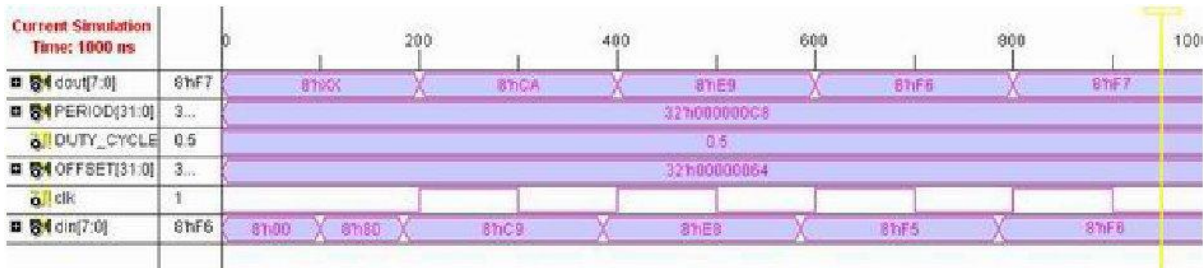 Current Simulation
Time: 1000 ns
0 200 400 600 800 1000
dout[7:0] 8'hF7 8'hXX 8'hCA 8'hE9 8'hF6 8'hF7
PERIOD[31:0] 3... 32'h000000C8
DUTY_CYCLE 0.5 0.5
OFFSET[31:0] 3... 32'h00000064
clk 1
din[7:0] 8'hF6 8'h00 8'h80 8'hC9 8'hE8 8'hF5 8'hF6